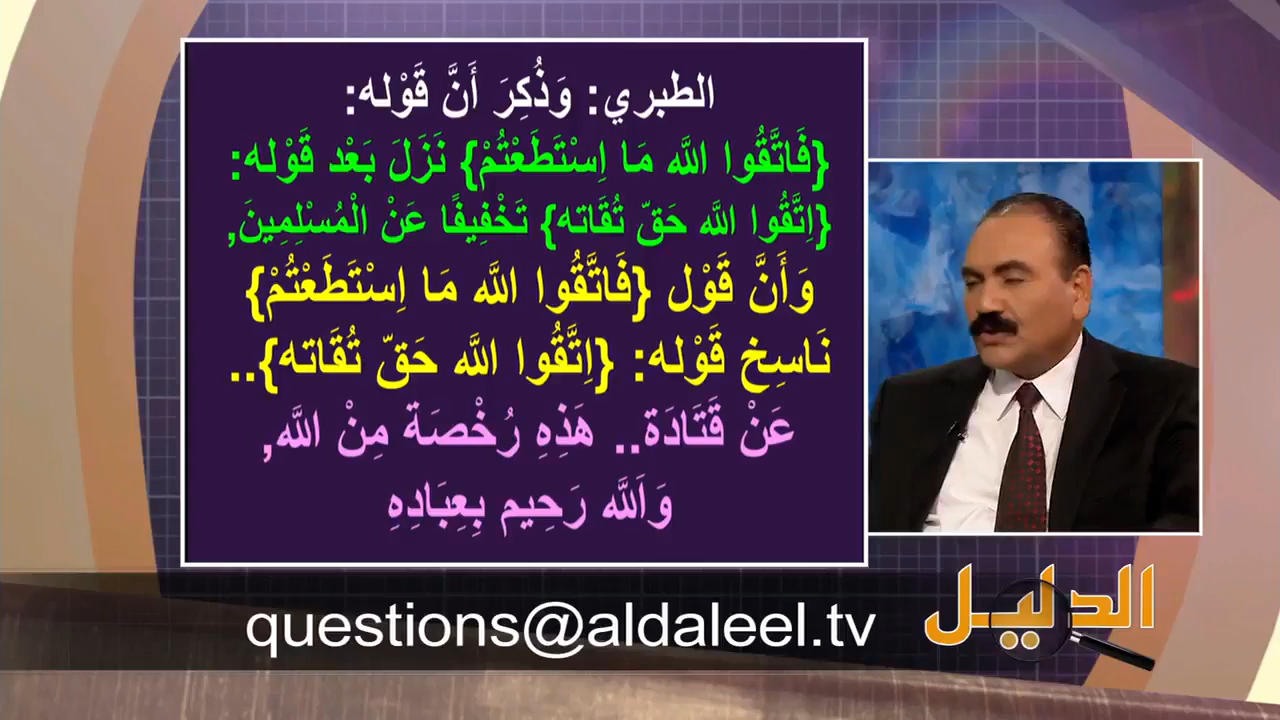 الطبري: وَذُكِرَ أَنَّ قَوْله:
{فَاتَّقُوا اللَّه مَا اِسْتَطَعْتُمْ} نَزَلَ بَعْد قَوْله:
{اِتَّقُوا اللَّه حَقّ تُقَاته} تَخْفِيفًا عَنْ الْمُسْلِمِينَ,
وَأَنَّ قَوْل {فَاتَّقُوا اللَّه مَا اِسْتَطَعْتُمْ}
نَاسِخ قَوْله: {اِتَّقُوا اللَّه حَقّ تُقَاته}..
عَنْ قَتَادَة.. هَذِهِ رُخْصَة مِنْ اللَّه,
وَاَللَّه رَحِيم بِعِبَادِهِ
questions@aldaleel.tv
الدليل